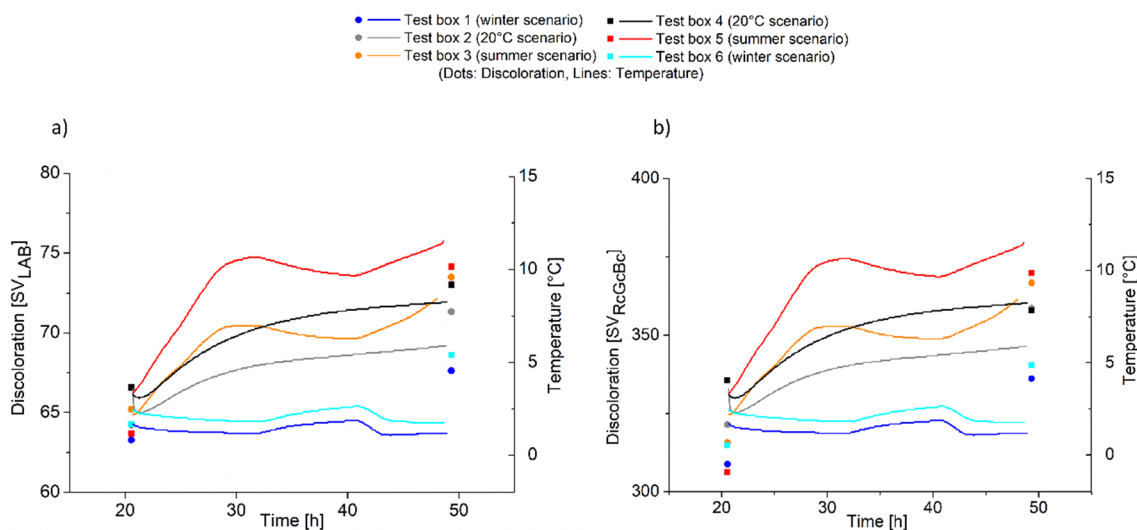 Test box 1 (winter scenario) Test box 4 (20°C scenario)
Test box 2 (20°C scenario) Test box 5 (summer scenario)
Test box 3 (summer scenario) Test box 6 (winter scenario)
(Dots: Discoloration, Lines: Temperature)
a) b)
80
75
70
65
60
Discoloration [SV_LAB]
20 30 40 50
Time [h]
15
10
5
0
Temperature [°C]
400
350
300
Discoloration [SV_RcGcBc]
20 30 40 50
Time [h]
15
10
5
0
Temperature [°C]